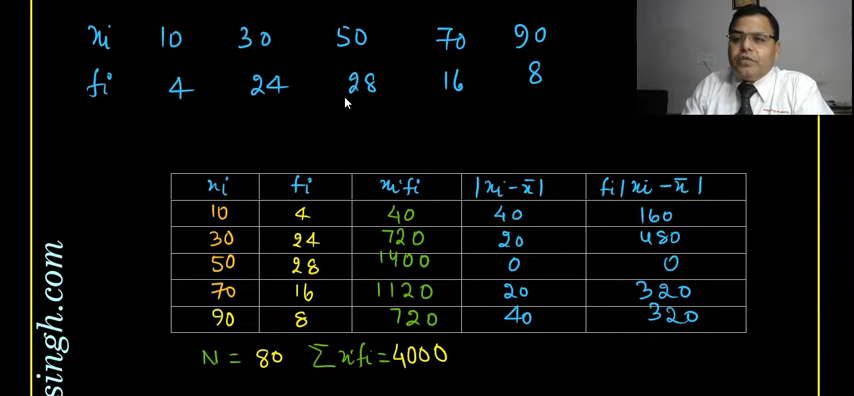 xi 10 30 50 70 90
fi 4 24 28 16 8
xi fi xifi |xi - x̄| fi|xi - x̄|
10 4 40 40 160
30 24 720 20 480
50 28 1400 0 0
70 16 1120 20 320
90 8 720 40 320
N = 80 ∑xifi = 4000
singh.com